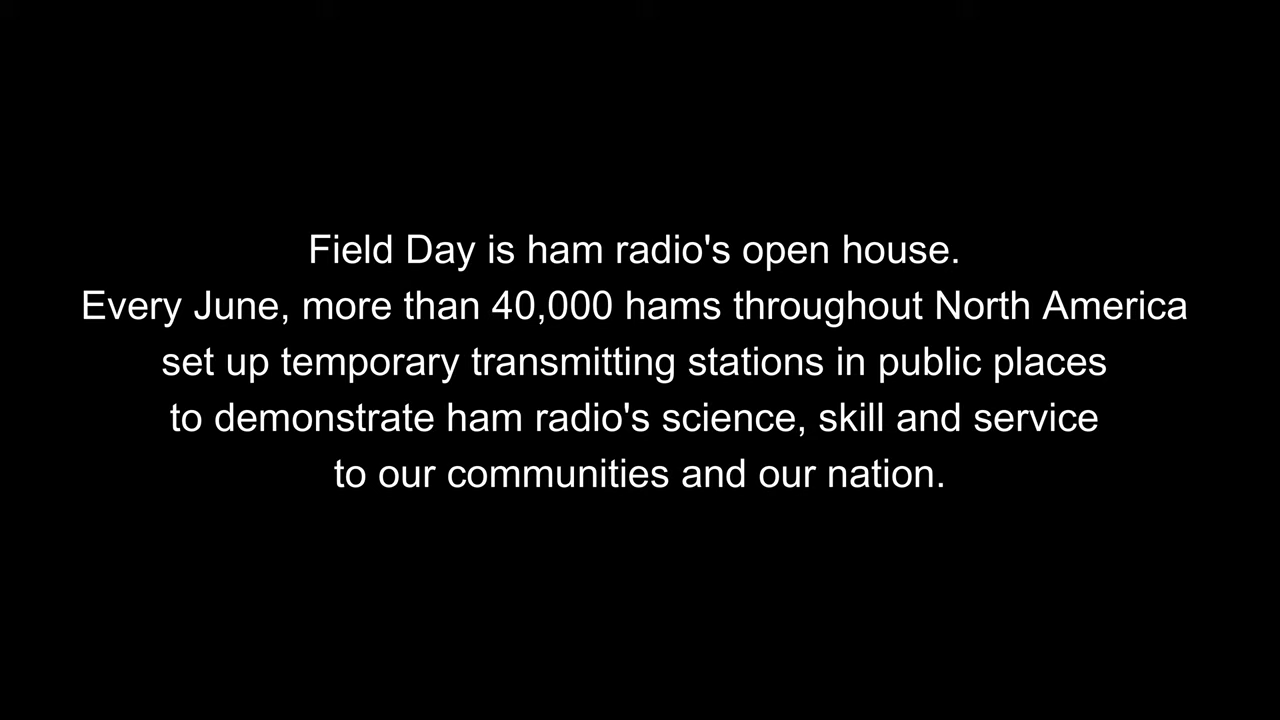 Field Day is ham radio's open house.
Every June, more than 40,000 hams throughout North America
set up temporary transmitting stations in public places
to demonstrate ham radio's science, skill and service
to our communities and our nation.